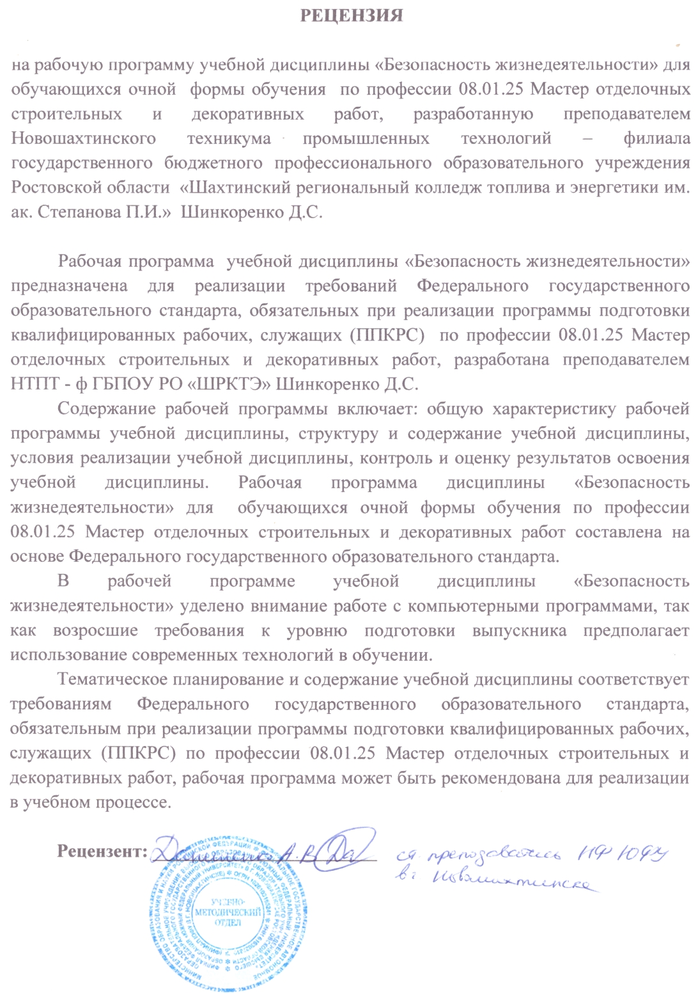 РЕЦЕНЗИЯ
на рабочую программу учебной дисциплины «Безопасность жизнедеятельности» для
обучающихся очной формы обучения по профессии 08.01.25 Мастер отделочных
строительных и декоративных работ, разработанную преподавателем
Новошахтинского техникума промышленных технологий – филиала
государственного бюджетного профессионального образовательного учреждения
Ростовской области «Шахтинский региональный колледж топлива и энергетики им.
ак. Степанова П.И.» Шинкоренко Д.С.
Рабочая программа учебной дисциплины «Безопасность жизнедеятельности»
предназначена для реализации требований Федерального государственного
образовательного стандарта, обязательных при реализации программы подготовки
квалифицированных рабочих, служащих (ППКРС) по профессии 08.01.25 Мастер
отделочных строительных и декоративных работ, разработана преподавателем
НТПТ - ф ГБПОУ РО «ШРКТЭ» Шинкоренко Д.С.
Содержание рабочей программы включает: общую характеристику рабочей
программы учебной дисциплины, структуру и содержание учебной дисциплины,
условия реализации учебной дисциплины, контроль и оценку результатов освоения
учебной дисциплины. Рабочая программа дисциплины «Безопасность
жизнедеятельности» для обучающихся очной формы обучения по профессии
08.01.25 Мастер отделочных строительных и декоративных работ составлена на
основе Федерального государственного образовательного стандарта.
В рабочей программе учебной дисциплины «Безопасность
жизнедеятельности» уделено внимание работе с компьютерными программами, так
как возросшие требования к уровню подготовки выпускника предполагает
использование современных технологий в обучении.
Тематическое планирование и содержание учебной дисциплины соответствует
требованиям Федерального государственного образовательного стандарта,
обязательным при реализации программы подготовки квалифицированных рабочих,
служащих (ППКРС) по профессии 08.01.25 Мастер отделочных строительных и
декоративных работ, рабочая программа может быть рекомендована для реализации
в учебном процессе.
Рецензент: А.В. ст. преподаватель НФ ЮФУ
в г. Новошахтинске
УЧЕБНО-
МЕТОДИЧЕСКИЙ
ОТДЕЛ